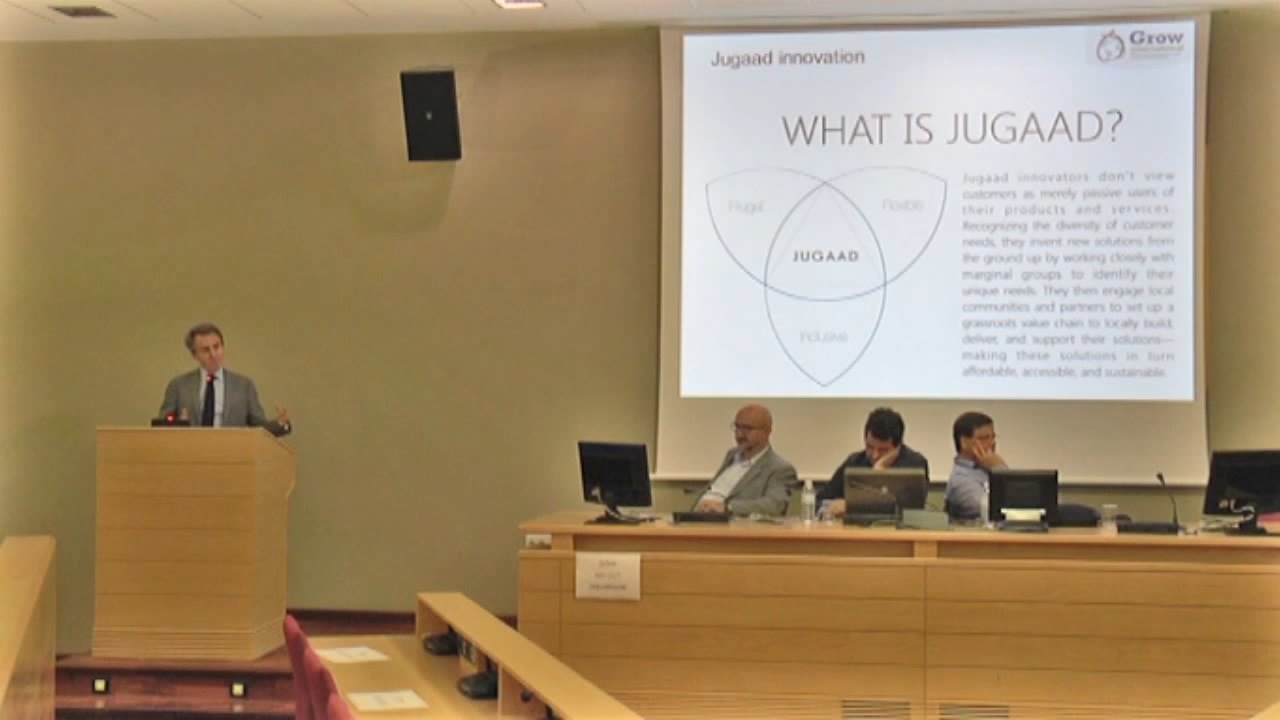 Jugaad innovation
Grow
International
WHAT IS JUGAAD?
Frugal
Flexible
JUGAAD
Inclusive
Jugaad innovators don't view
customers as merely passive users of
their products and services.
Recognizing the diversity of customer
needs, they invent new solutions from
the ground up by working closely with
marginal groups to identify their
unique needs. They then engage local
communities and partners to set up a
grassroots value chain to locally build,
deliver, and support their solutions—
making these solutions in turn
affordable, accessible, and sustainable.